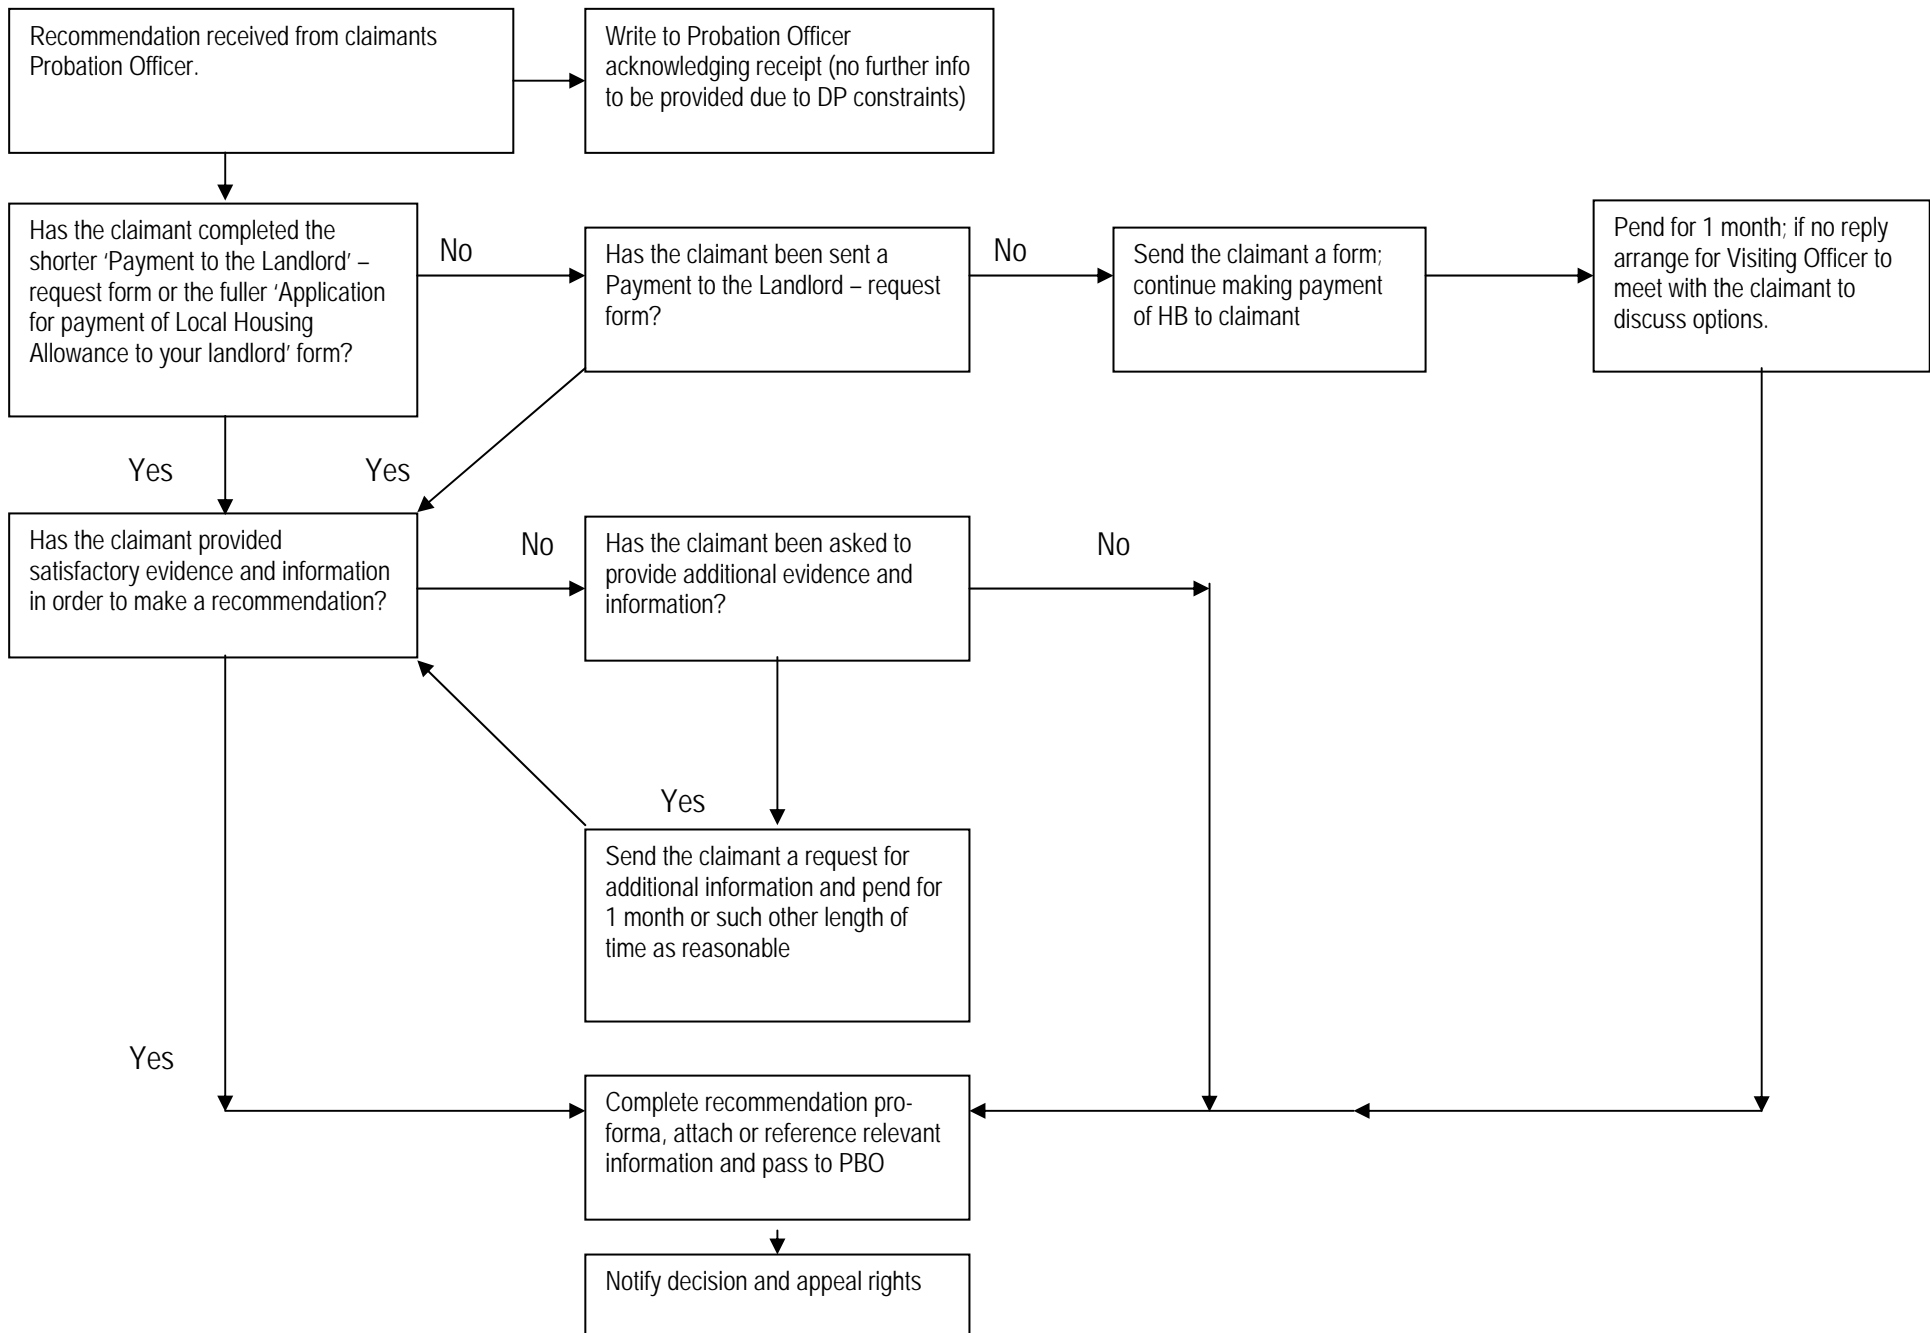 Recommendation received from claimants
Probation Officer.
Write to Probation Officer
acknowledging receipt (no further info
to be provided due to DP constraints)
Has the claimant completed the
shorter ‘Payment to the Landlord’ –
request form or the fuller ‘Application
for payment of Local Housing
Allowance to your landlord’ form?
No
Has the claimant been sent a
Payment to the Landlord – request
form?
No
Send the claimant a form;
continue making payment
of HB to claimant
Pend for 1 month; if no reply
arrange for Visiting Officer to
meet with the claimant to
discuss options.
Yes
Yes
Has the claimant provided
satisfactory evidence and information
in order to make a recommendation?
No
Has the claimant been asked to
provide additional evidence and
information?
No
Yes
Send the claimant a request for
additional information and pend for
1 month or such other length of
time as reasonable
Yes
Complete recommendation pro-
forma, attach or reference relevant
information and pass to PBO
Notify decision and appeal rights